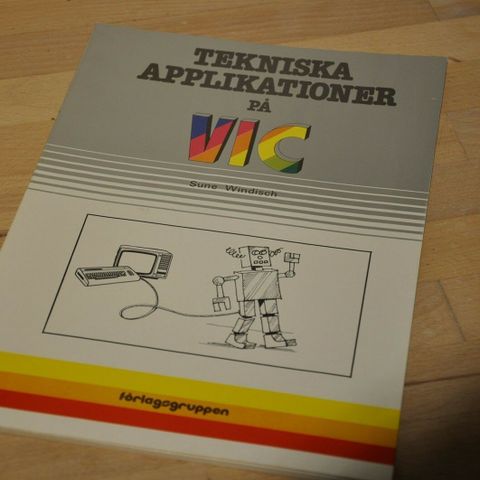 TEKNISKA
APPLIKATIONER
PÅ
VIC
Sune Windisch
förlagsgruppen